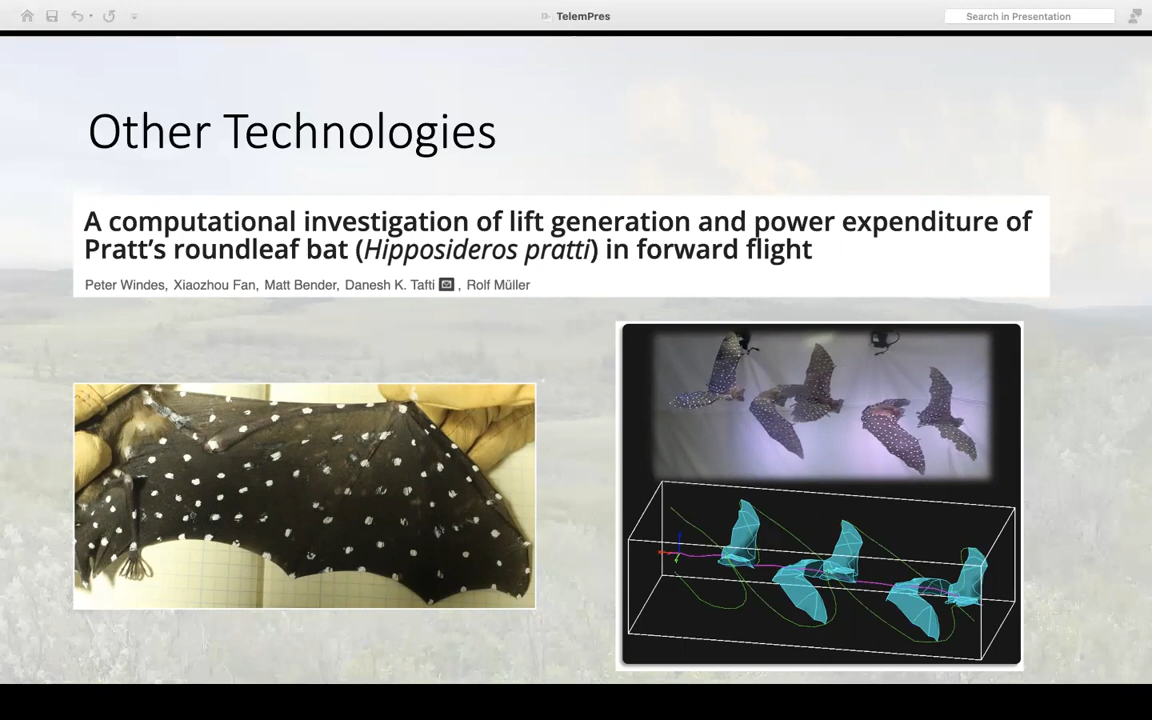 TelemPres
Search in Presentation
Other Technologies
A computational investigation of lift generation and power expenditure of
Pratt’s roundleaf bat (Hipposideros pratti) in forward flight
Peter Windes, Xiaozhou Fan, Matt Bender, Danesh K. Tafti , Rolf Müller